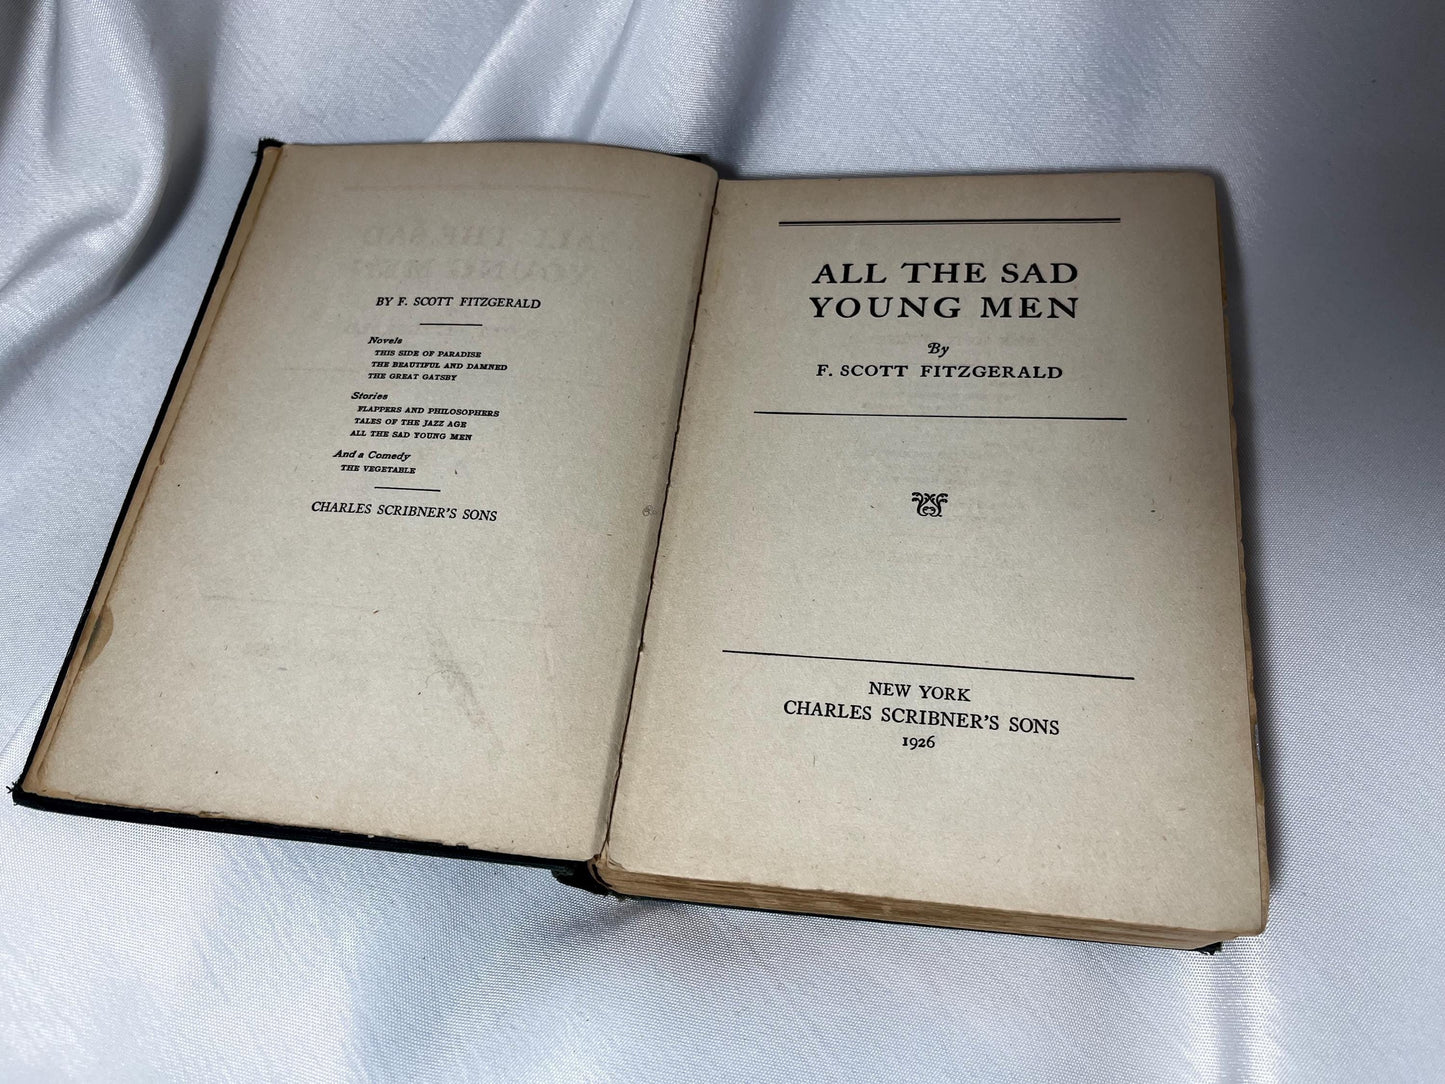 BY F. SCOTT FITZGERALD
Novels
THIS SIDE OF PARADISE
THE BEAUTIFUL AND DAMNED
THE GREAT GATSBY
Stories
FLAPPERS AND PHILOSOPHERS
TALES OF THE JAZZ AGE
ALL THE SAD YOUNG MEN
And a Comedy
THE VEGETABLE
CHARLES SCRIBNER'S SONS
ALL THE SAD
YOUNG MEN
By
F. SCOTT FITZGERALD
NEW YORK
CHARLES SCRIBNER'S SONS
1926